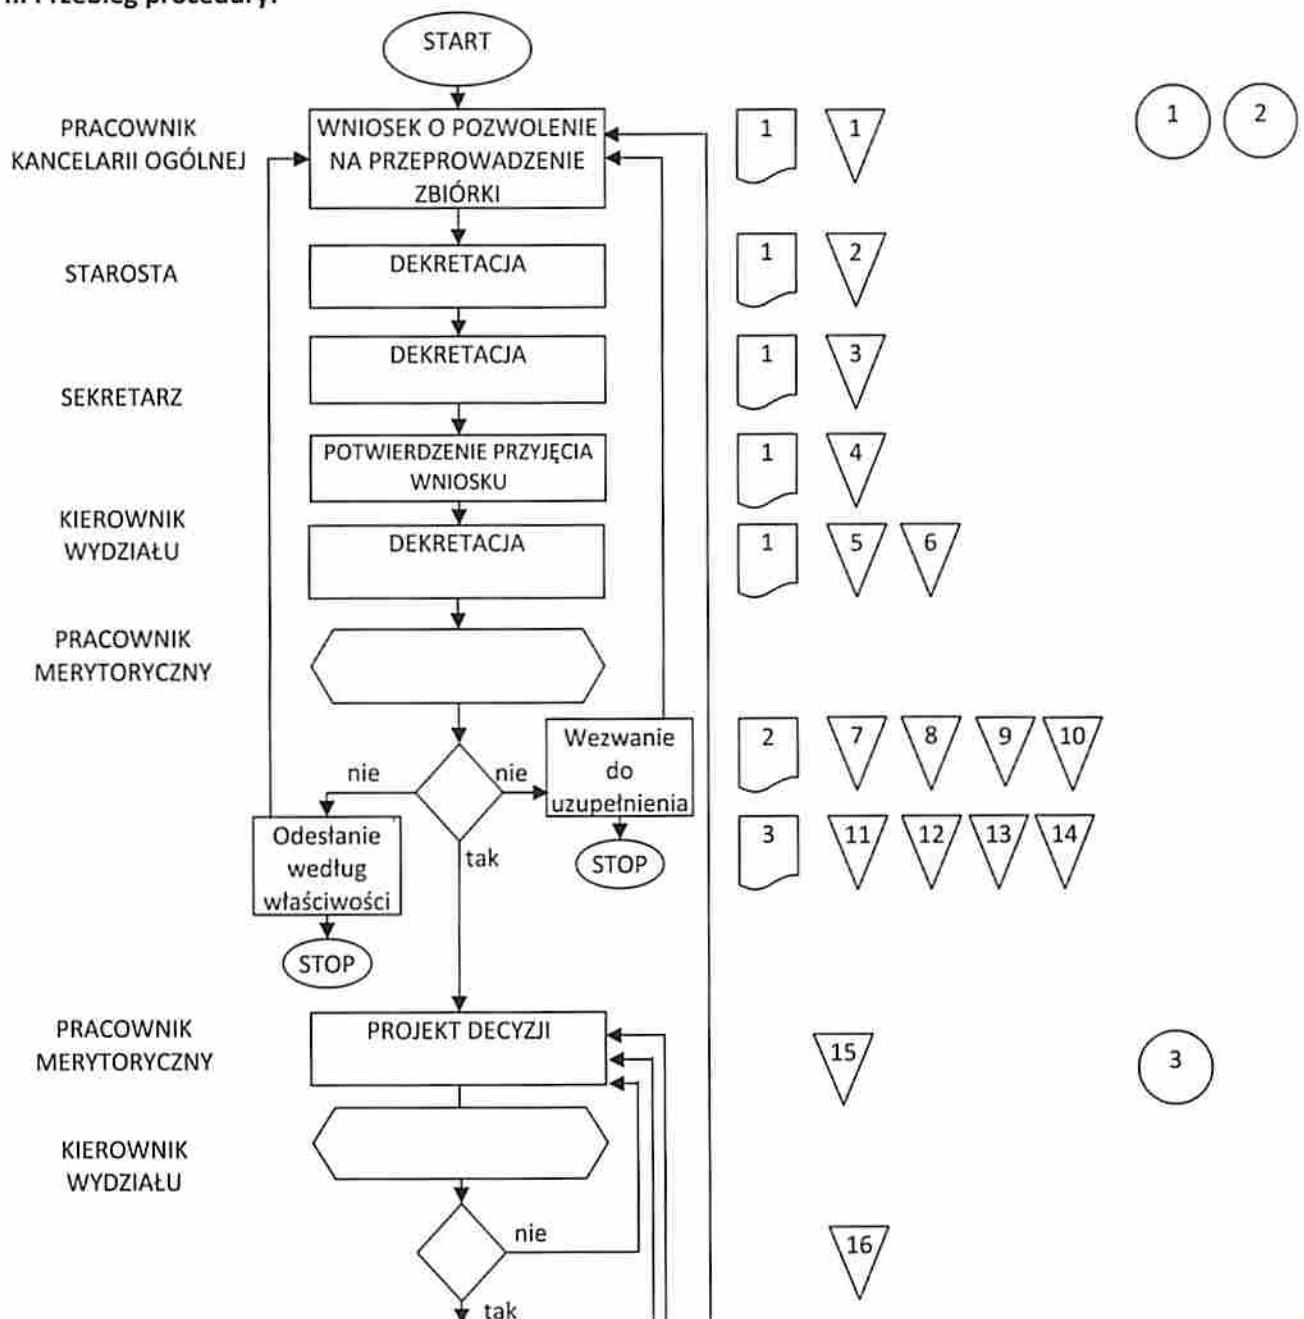 Przebieg procedury:
START
PRACOWNIK
KANCELARII OGÓLNEJ
WNIOSEK O POZWOLENIE
NA PRZEPROWADZENIE
ZBIÓRKI
1
1
1
2
STAROSTA
DEKRETACJA
1
2
SEKRETARZ
DEKRETACJA
1
3
POTWIERDZENIE PRZYJĘCIA
WNIOSKU
1
4
KIEROWNIK
WYDZIAŁU
DEKRETACJA
1
5
6
PRACOWNIK
MERYTORYCZNY
nie
nie
tak
Wezwanie
do
uzupełnienia
STOP
2
7
8
9
10
Odesłanie
według
właściwości
STOP
3
11
12
13
14
PRACOWNIK
MERYTORYCZNY
PROJEKT DECYZJI
15
3
KIEROWNIK
WYDZIAŁU
nie
16
tak